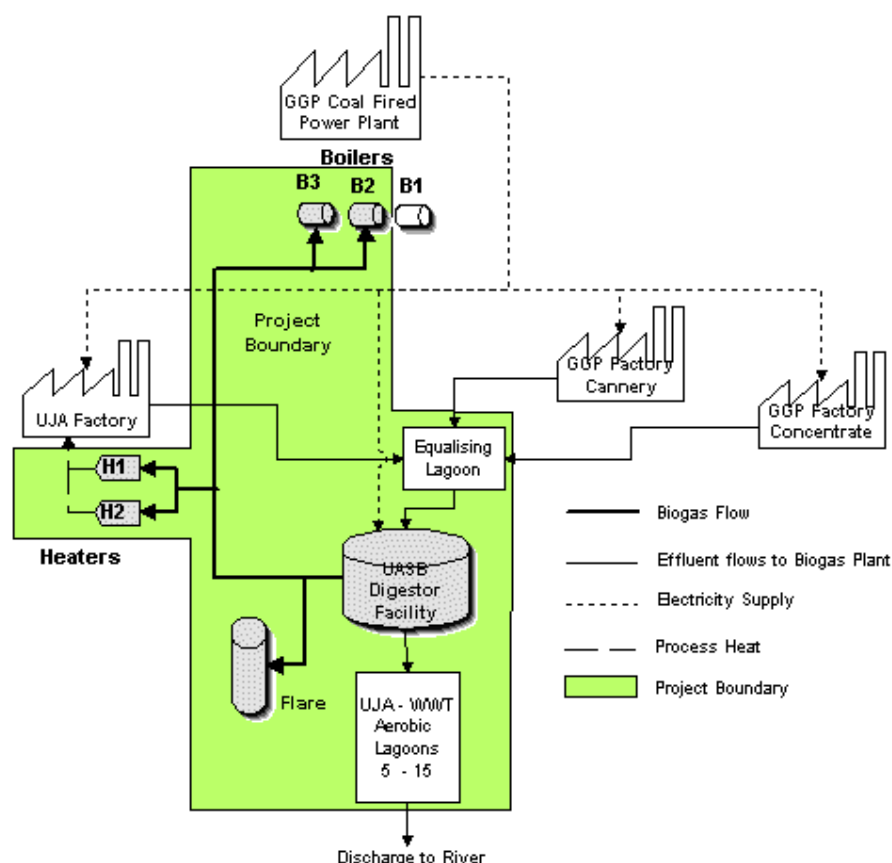 GGP Coal Fired
Power Plant
Boilers
B3
B2
B1
Project
Boundary
GGP Factory
Cannery
UJA Factory
GGP Factory
Concentrate
Equalising
Lagoon
H1
H2
Heaters
UASB
Digestor
Facility
Flare
UJA - WWT
Aerobic
Lagoons
5 - 15
Discharge to River
Biogas Flow
Effluent flows to Biogas Plant
Electricity Supply
Process Heat
Project Boundary